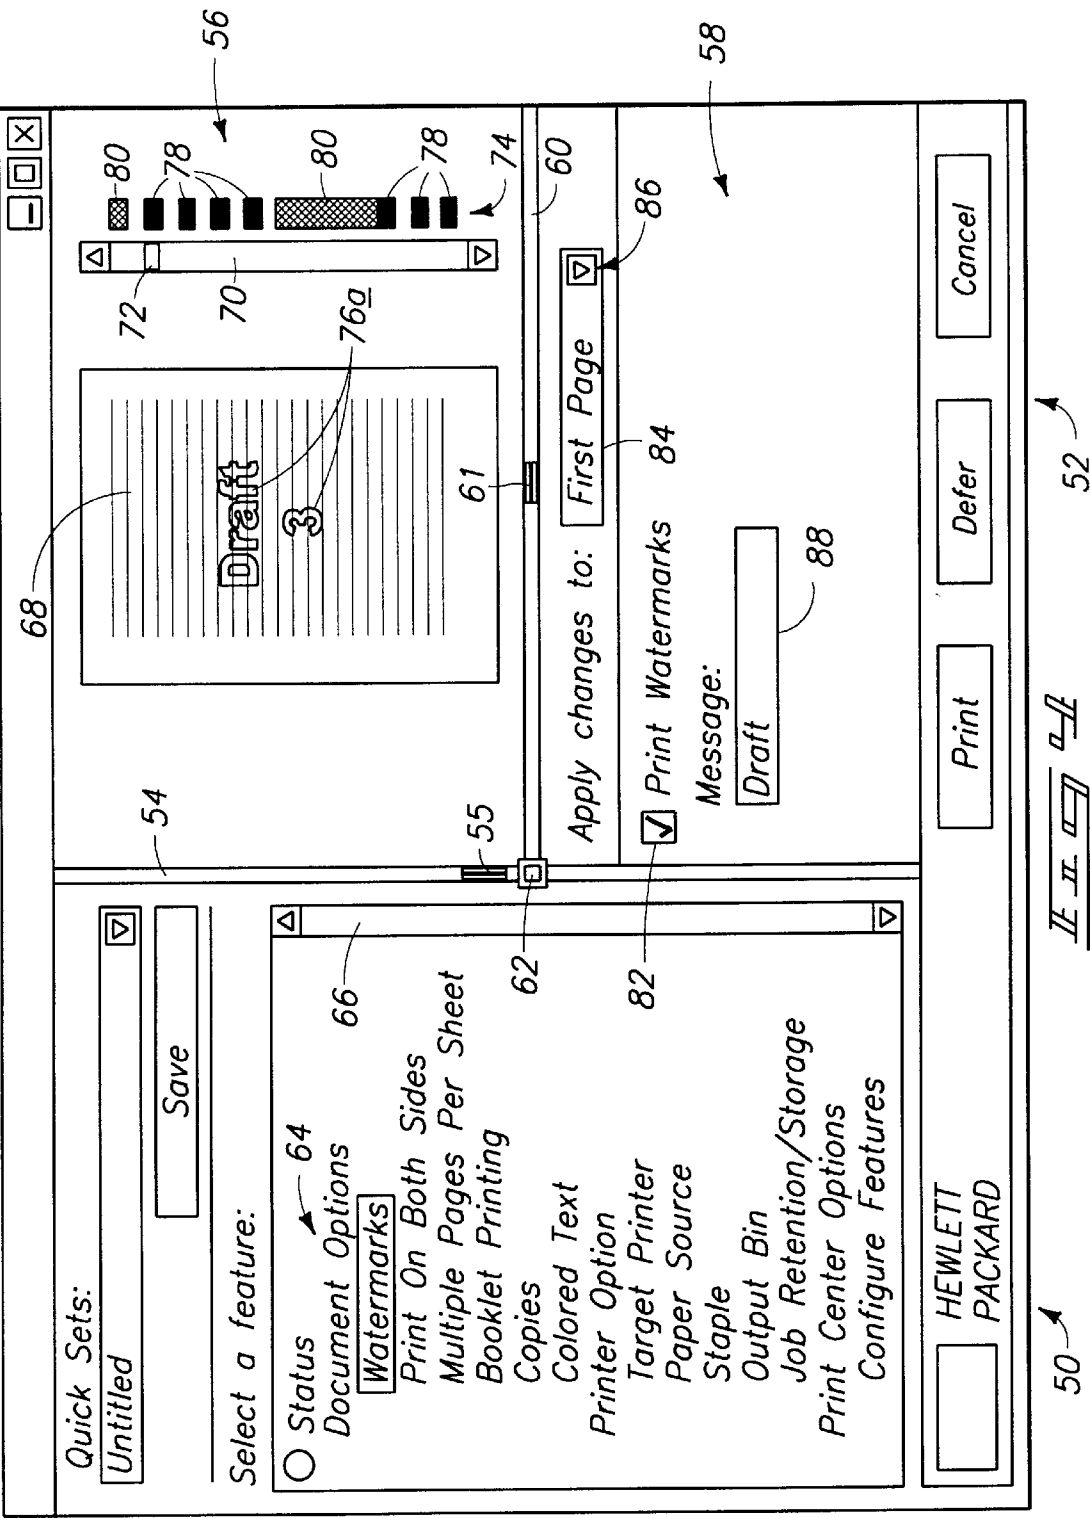 56
58
Quick Sets:
Untitled
Save
Select a feature:
Status
64
Document Options
Watermarks
Print On Both Sides
Multiple Pages Per Sheet
Booklet Printing
Copies
Colored Text
Printer Option
Target Printer
Paper Source
Staple
Output Bin
Job Retention/Storage
Print Center Options
Configure Features
66
62
82
54
55
68
Draft
3
76a
72
70
80
78
80
78
74
61
60
Apply changes to:
First Page
86
84
Print Watermarks
Message:
Draft
88
HEWLETT
PACKARD
Print
Defer
Cancel
50
52
FIG 4